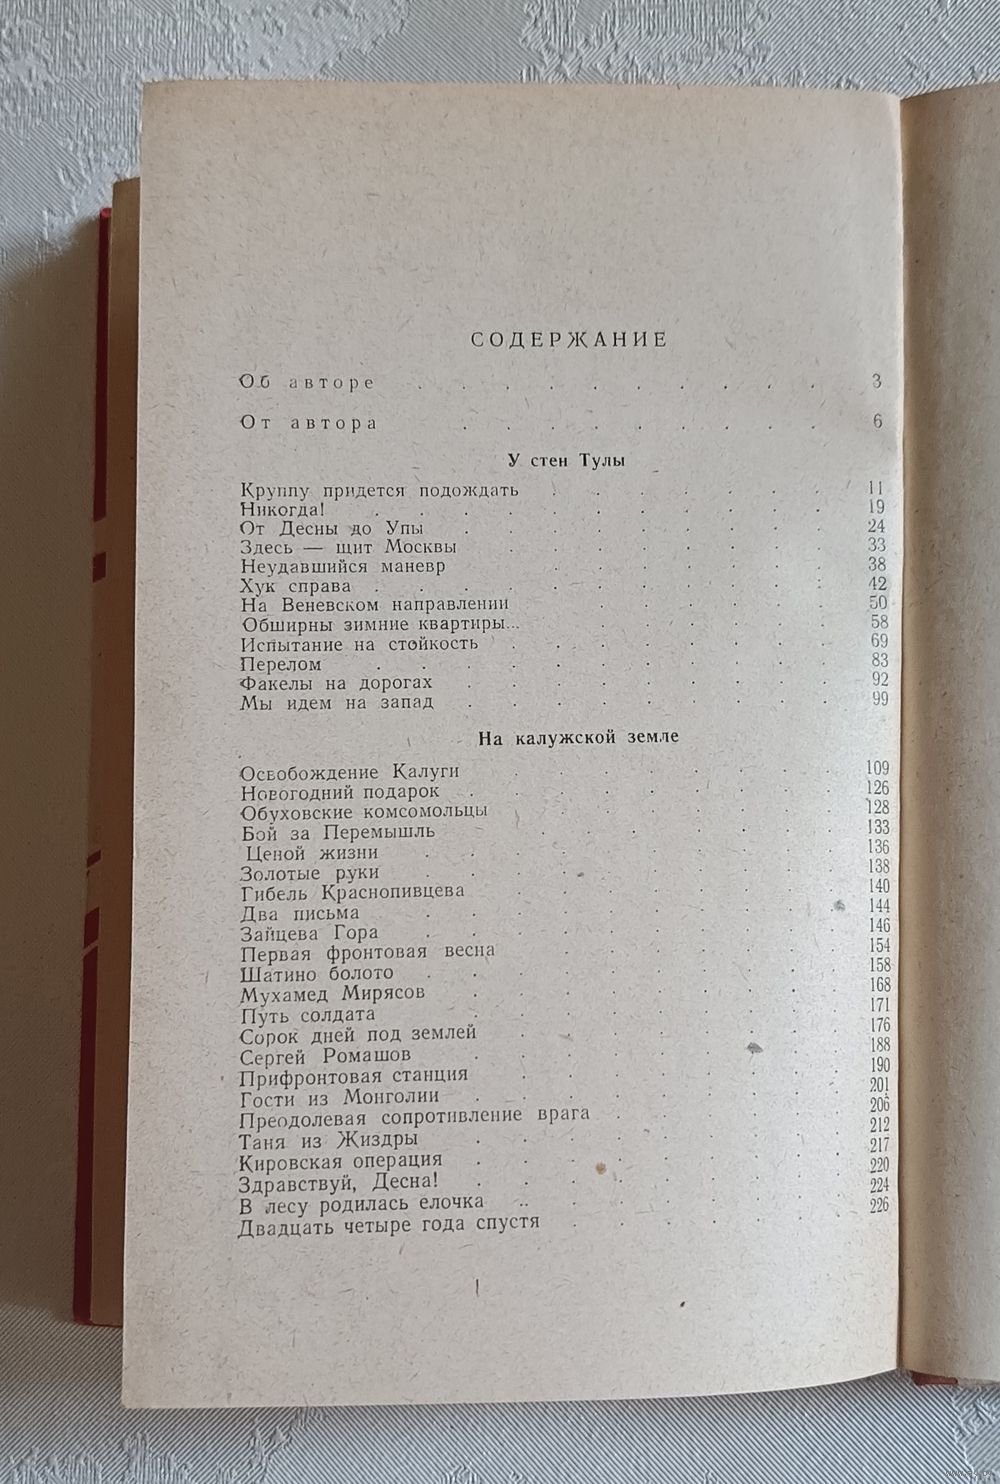 СОДЕРЖАНИЕ
Об авторе . . . . . . . . . . 3
От автора . . . . . . . . . 6
У стен Тулы
Круппу придется подождать . . . . . . . 11
Никогда! . . . . . . . . . . . 19
От Десны до Упы . . . . . . . . . 24
Здесь — щит Москвы . . . . . . . . 33
Неудавшийся маневр . . . . . . . 38
Хук справа . . . . . . . . . . . 42
На Веневском направлении . . . . . . 50
Обширны зимние квартиры... . . . . . . 58
Испытание на стойкость . . . . . . . . 69
Перелом . . . . . . . . . . . 83
Факелы на дорогах . . . . . . . . . 92
Мы идем на запад . . . . . . . . . 99
На калужской земле
Освобождение Калуги . . . . . . . . 109
Новогодний подарок . . . . . . . . . 126
Обуховские комсомольцы . . . . . . . 128
Бой за Перемышль . . . . . . . 133
Ценой жизни . . . . . . . . . . 136
Золотые руки . . . . . . . . . . 138
Гибель Краснопивцева . . . . . . . . 140
Два письма . . . . . . . . . . 144
Зайцева Гора . . . . . . . . . . 146
Первая фронтовая весна . . . . . . . 154
Шатино болото . . . . . . . . . . 158
Мухамед Мирясов . . . . . . . . . 168
Путь солдата . . . . . . . . . . 171
Сорок дней под землей . . . . . . . . 176
Сергей Ромашов . . . . . . . . . 188
Прифронтовая станция . . . . . . . . 190
Гости из Монголии . . . . . . . . . 201
Преодолевая сопротивление врага . . . . . . 206
Таня из Жиздры . . . . . . . . . 212
Кировская операция . . . . . . . . . 217
Здравствуй, Десна! . . . . . . . . . 220
В лесу родилась елочка . . . . . . . . 224
Двадцать четыре года спустя . . . . . . . 226